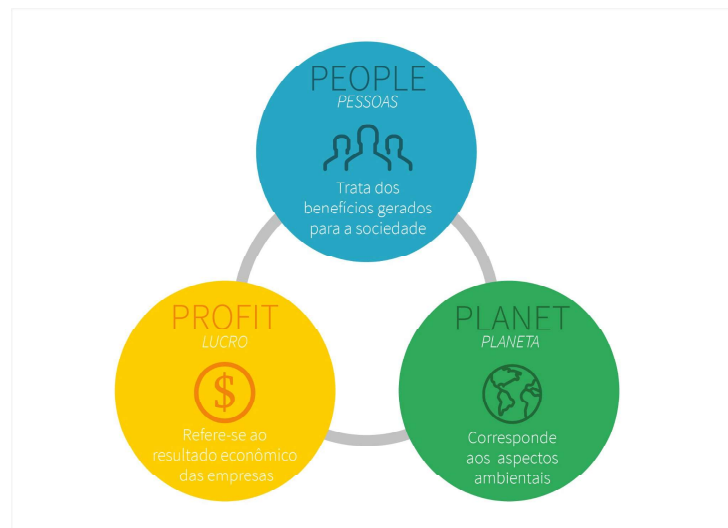 PEOPLE
PESSOAS
Trata dos
benefícios gerados
para a sociedade
PROFIT
LUCRO
$
Refere-se ao
resultado econômico
das empresas
PLANET
PLANETA
Corresponde
aos aspectos
ambientais